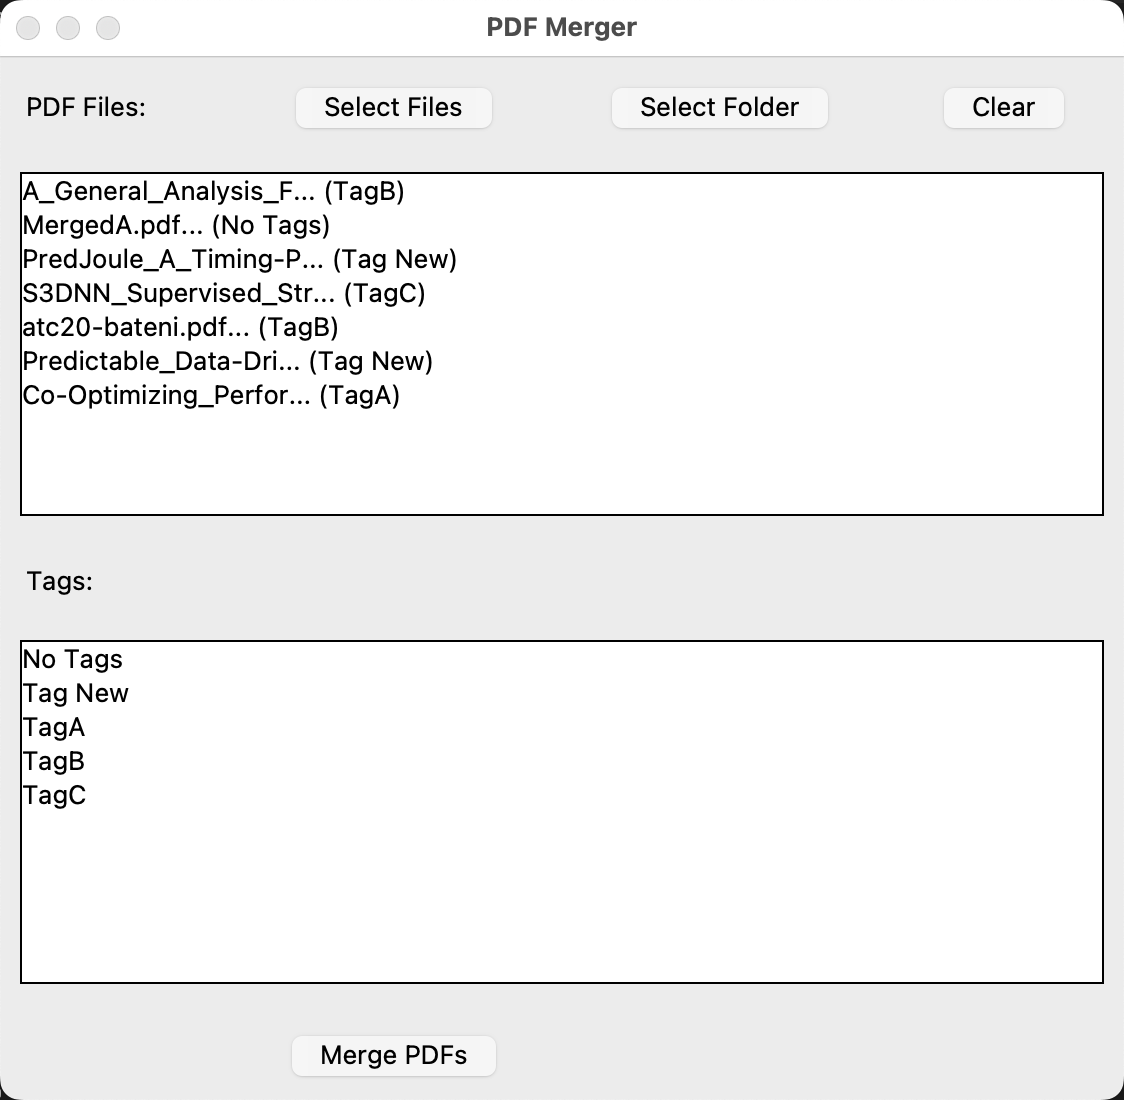 PDF Merger
PDF Files: Select Files Select Folder Clear
A_General_Analysis_F... (TagB)
MergedA.pdf... (No Tags)
PredJoule_A_Timing-P... (Tag New)
S3DNN_Supervised_Str... (TagC)
atc20-bateni.pdf... (TagB)
Predictable_Data-Dri... (Tag New)
Co-Optimizing_Perfor... (TagA)
Tags:
No Tags
Tag New
TagA
TagB
TagC
Merge PDFs